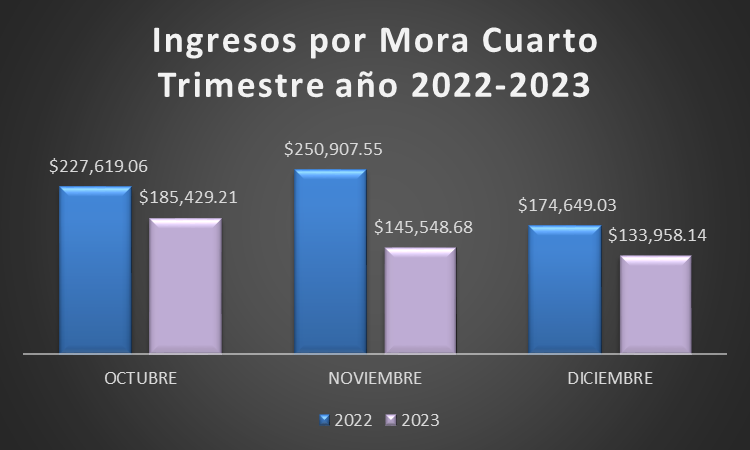 Ingresos por Mora Cuarto
Trimestre año 2022-2023
$227,619.06
$185,429.21
$250,907.55
$145,548.68
$174,649.03
$133,958.14
OCTUBRE
NOVIEMBRE
DICIEMBRE
2022
2023